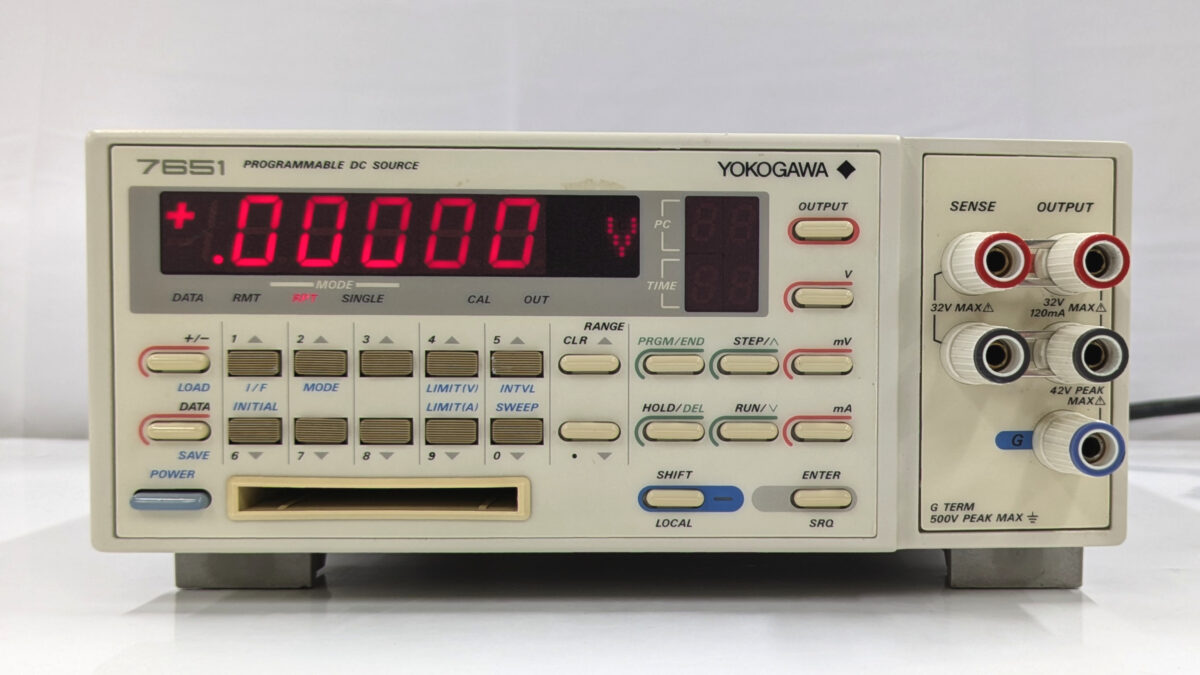 7651 PROGRAMMABLE DC SOURCE YOKOGAWA
+.00000 V
MODE
DATA RMT RPT SINGLE CAL OUT
PC
TIME
OUTPUT
V
RANGE
+/− 1 2 3 4 5 CLR PRGM/END STEP/∧ mV
LOAD I/F MODE LIMIT(V) INTVL
DATA INITIAL LIMIT(A) SWEEP HOLD/DEL RUN/∨ mA
SAVE 6 7 8 9 0 .
POWER SHIFT ENTER
LOCAL SRQ
SENSE OUTPUT
32V MAX⚠ 32V 120mA MAX⚠
42V PEAK
MAX⚠
G
G TERM
500V PEAK MAX ⏚